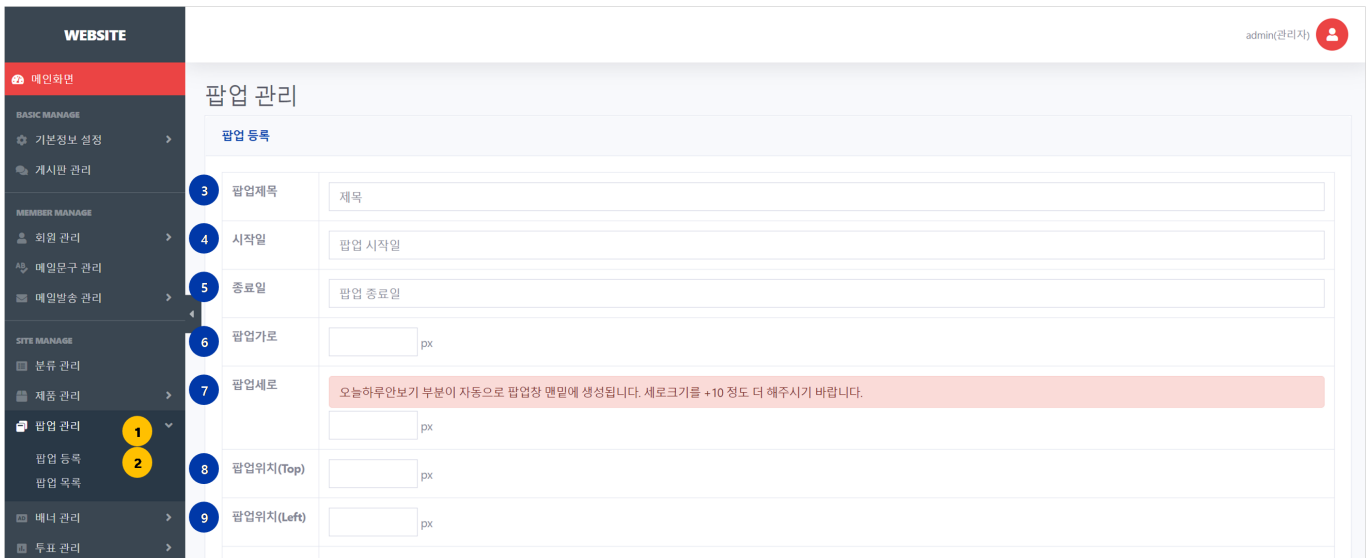 WEBSITE
admin(관리자)
메인화면
BASIC MANAGE
기본정보 설정
게시판 관리
MEMBER MANAGE
회원 관리
메일문구 관리
메일발송 관리
SITE MANAGE
분류 관리
제품 관리
팝업 관리
1
팝업 등록
2
팝업 목록
배너 관리
투표 관리
팝업 관리
팝업 등록
3 팝업제목
제목
4 시작일
팝업 시작일
5 종료일
팝업 종료일
6 팝업가로
px
7 팝업세로
오늘하루안보기 부분이 자동으로 팝업창 맨밑에 생성됩니다. 세로크기를 +10 정도 더 해주시기 바랍니다.
px
8 팝업위치(Top)
px
9 팝업위치(Left)
px